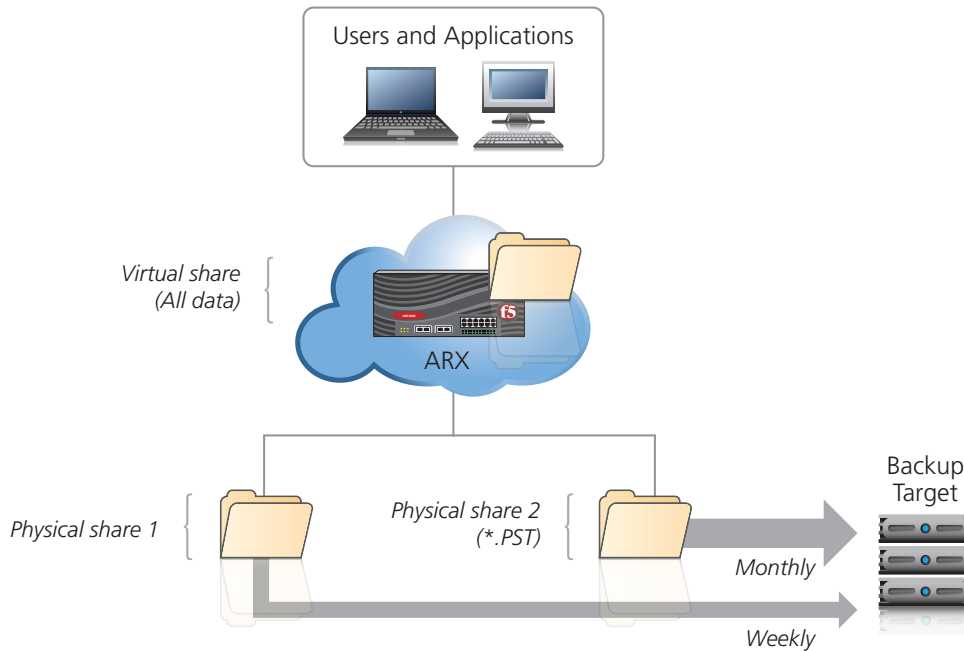 Users and Applications
Virtual share
(All data)
f5
ARX
Physical share 1
Physical share 2
(*.PST)
Backup
Target
Monthly
Weekly